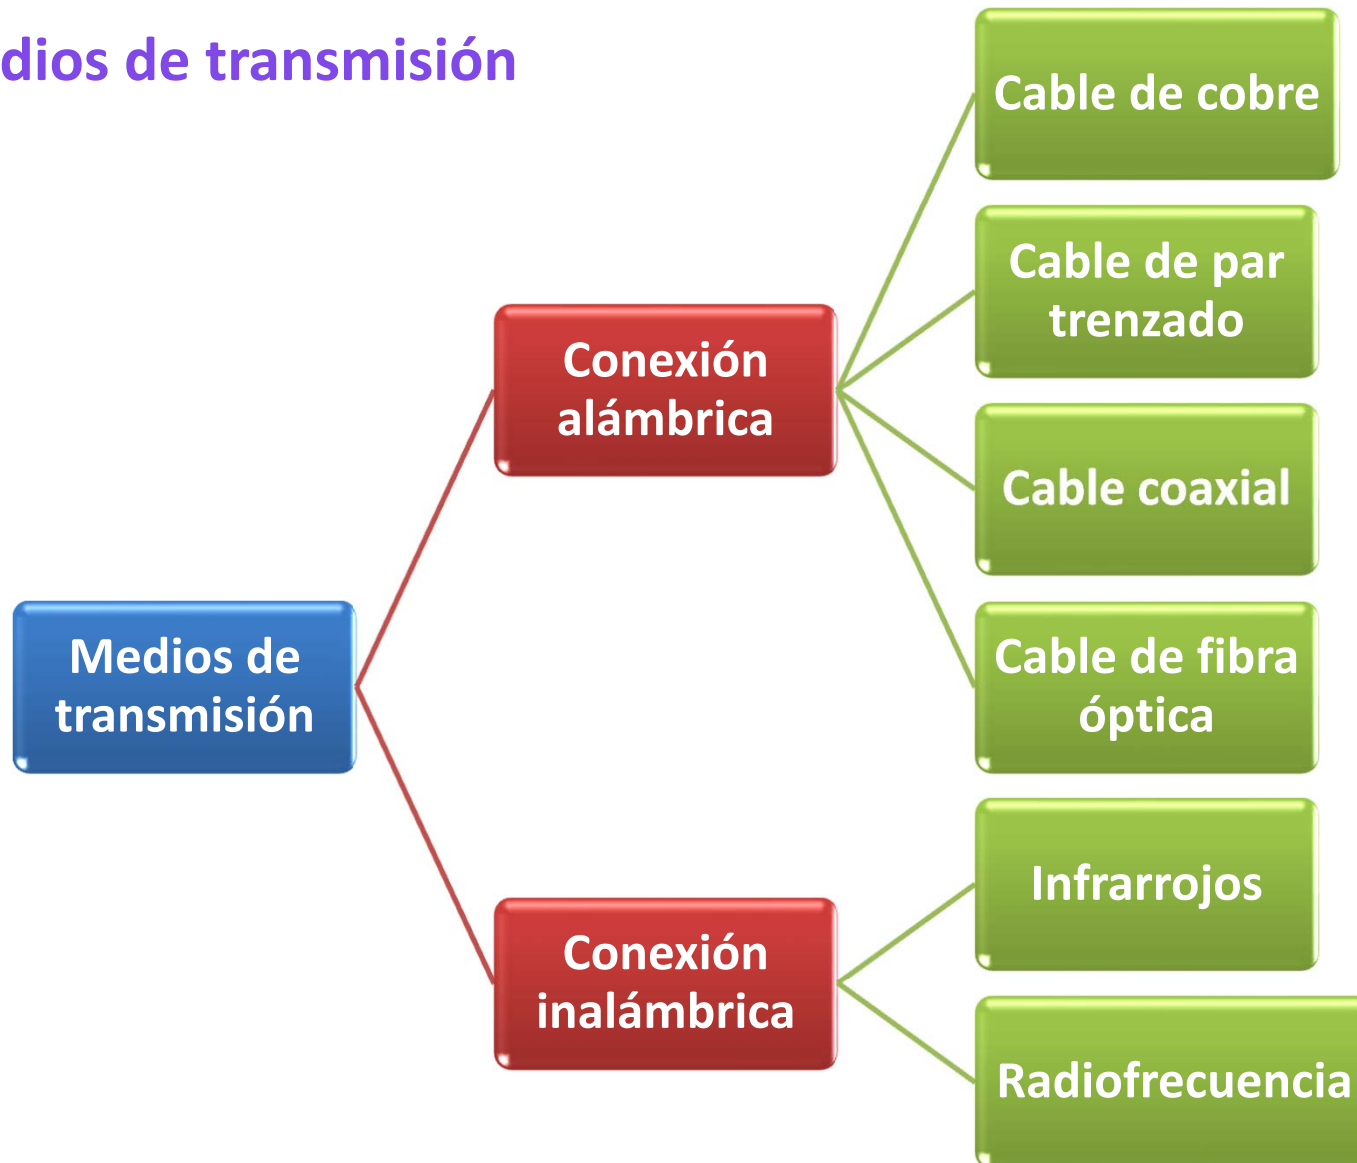 dios de transmisión
Cable de cobre
Cable de par
trenzado
Conexión
alámbrica
Cable coaxial
Medios de
transmisión
Cable de fibra
óptica
Infrarrojos
Conexión
inalámbrica
Radiofrecuencia